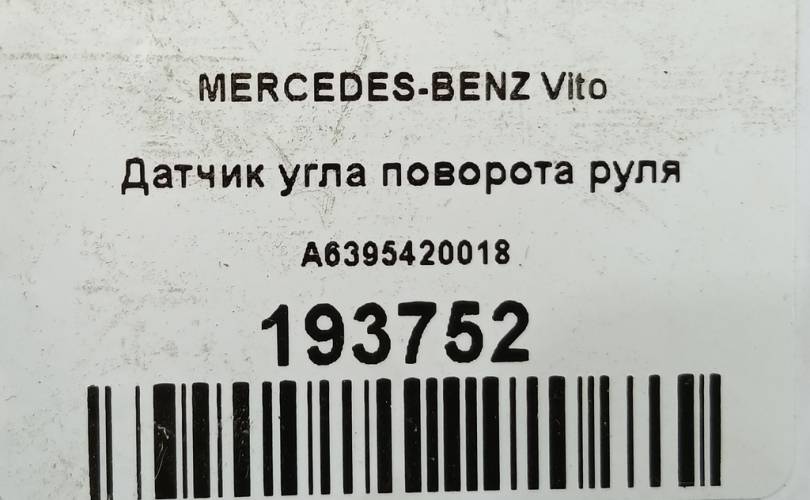 MERCEDES-BENZ Vito
Датчик угла поворота руля
A6395420018
193752